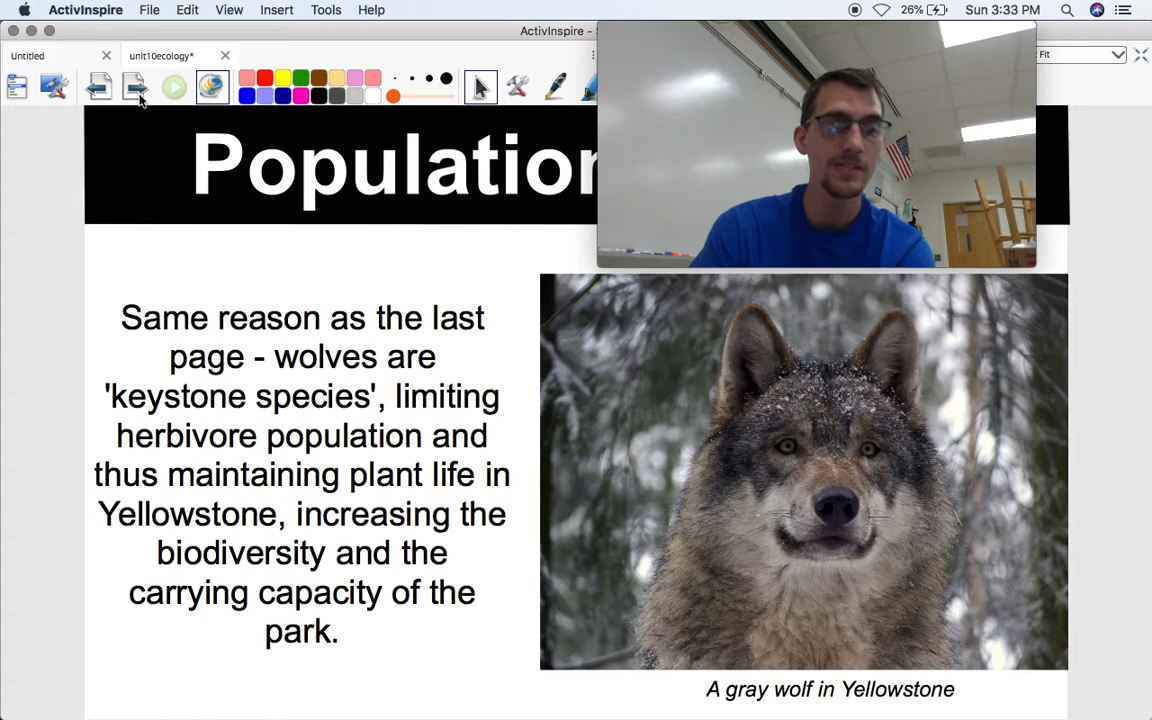 ActivInspire File Edit View Insert Tools Help 26% Sun 3:33 PM
ActivInspire -
Untitled unit10ecology* Fit
Population
Same reason as the last
page - wolves are
'keystone species', limiting
herbivore population and
thus maintaining plant life in
Yellowstone, increasing the
biodiversity and the
carrying capacity of the
park.
A gray wolf in Yellowstone